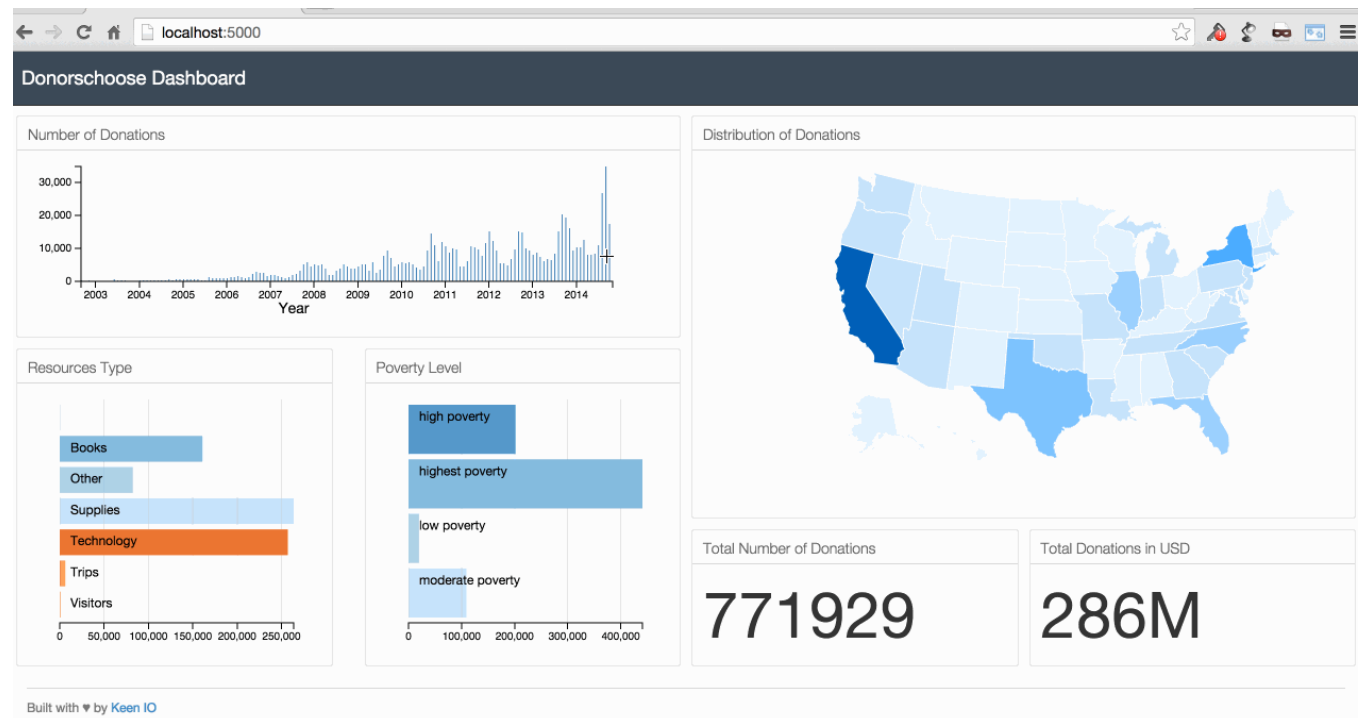 localhost:5000
Donorschoose Dashboard
Number of Donations
30,000
20,000
10,000
0
2003 2004 2005 2006 2007 2008 2009 2010 2011 2012 2013 2014
Year
Distribution of Donations
Resources Type
Books
Other
Supplies
Technology
Trips
Visitors
0 50,000 100,000 150,000 200,000 250,000
Poverty Level
high poverty
highest poverty
low poverty
moderate poverty
0 100,000 200,000 300,000 400,000
Total Number of Donations
771929
Total Donations in USD
286M
Built with ♥ by Keen IO